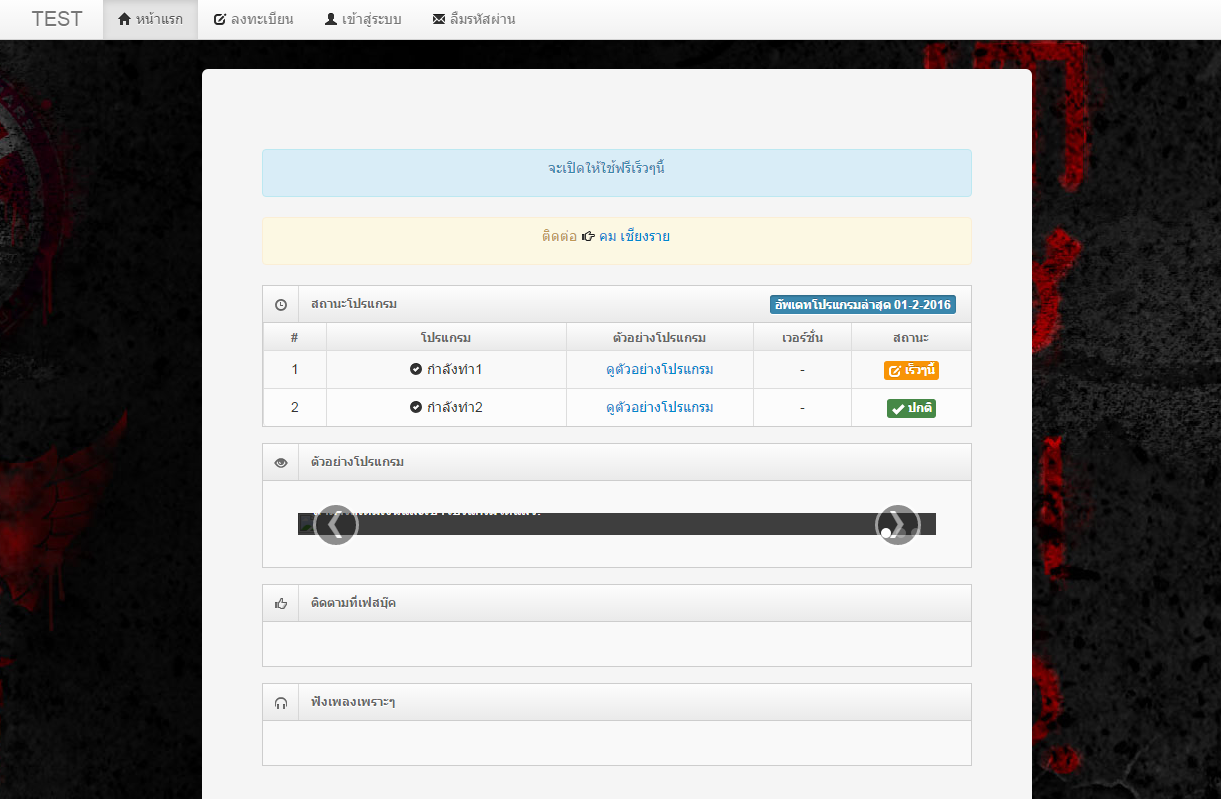 TEST หน้าแรก ลงทะเบียน เข้าสู่ระบบ ลืมรหัสผ่าน
จะเปิดให้ใช้ฟรีเร็วๆนี้
ติดต่อ คม เชียงราย
สถานะโปรแกรม อัพเดทโปรแกรมล่าสุด 01-2-2016
# โปรแกรม ตัวอย่างโปรแกรม เวอร์ชั่น สถานะ
1 กำลังทำ1 ดูตัวอย่างโปรแกรม - เร็วๆนี้
2 กำลังทำ2 ดูตัวอย่างโปรแกรม - ปกติ
ตัวอย่างโปรแกรม
ติดตามที่เฟสบุ๊ค
ฟังเพลงเพราะๆ